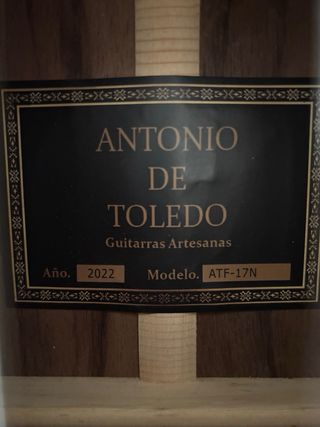 ANTONIO
DE
TOLEDO
Guitarras Artesanas
Año. 2022 Modelo. ATF-17N